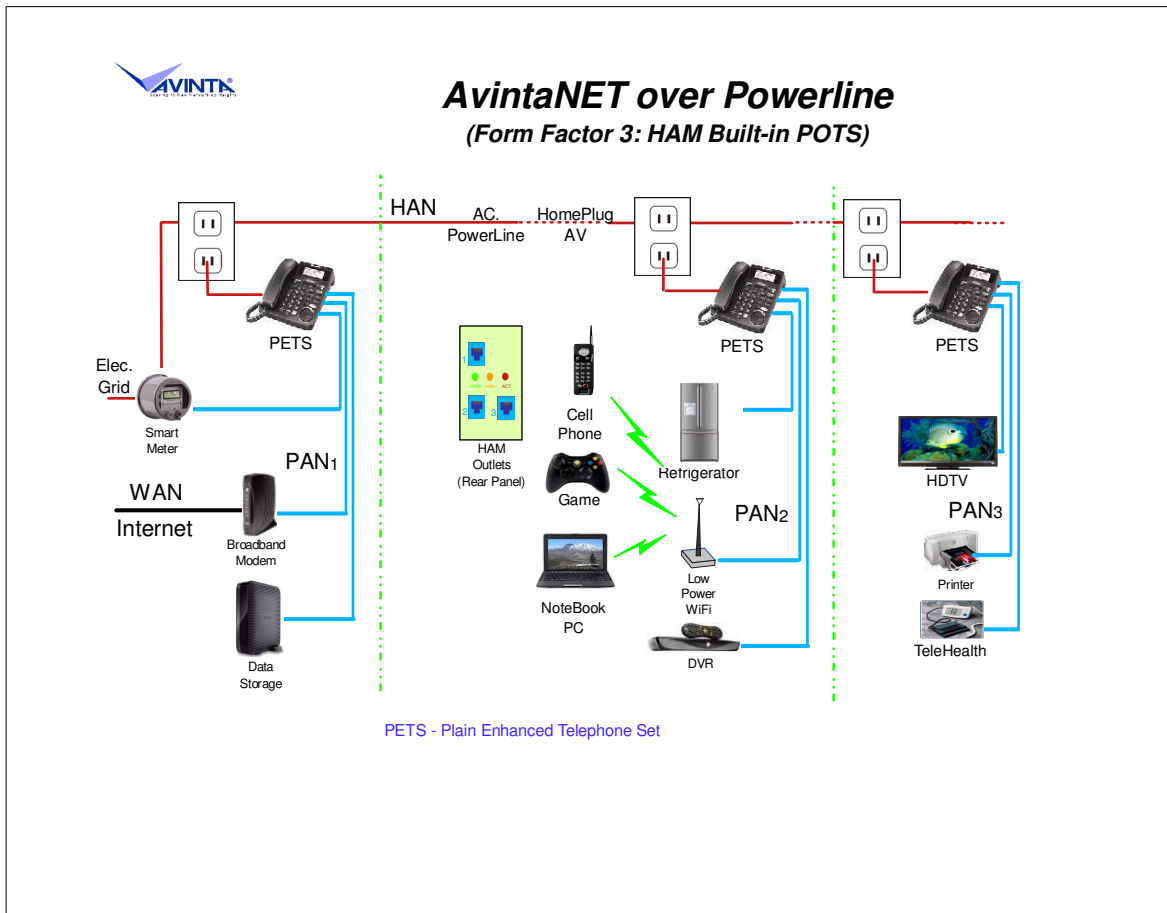 AVINTA®
AvintaNET over Powerline
(Form Factor 3: HAM Built-in POTS)
HAN
AC.
PowerLine
HomePlug
AV
PETS
PETS
PETS
Elec.
Grid
Smart
Meter
PAN1
WAN
Internet
Broadband
Modem
Data
Storage
1
2
3
ACT
HAM
Outlets
(Rear Panel)
Cell
Phone
Game
NoteBook
PC
Refrigerator
PAN2
Low
Power
WiFi
DVR
HDTV
PAN3
Printer
TeleHealth
PETS - Plain Enhanced Telephone Set